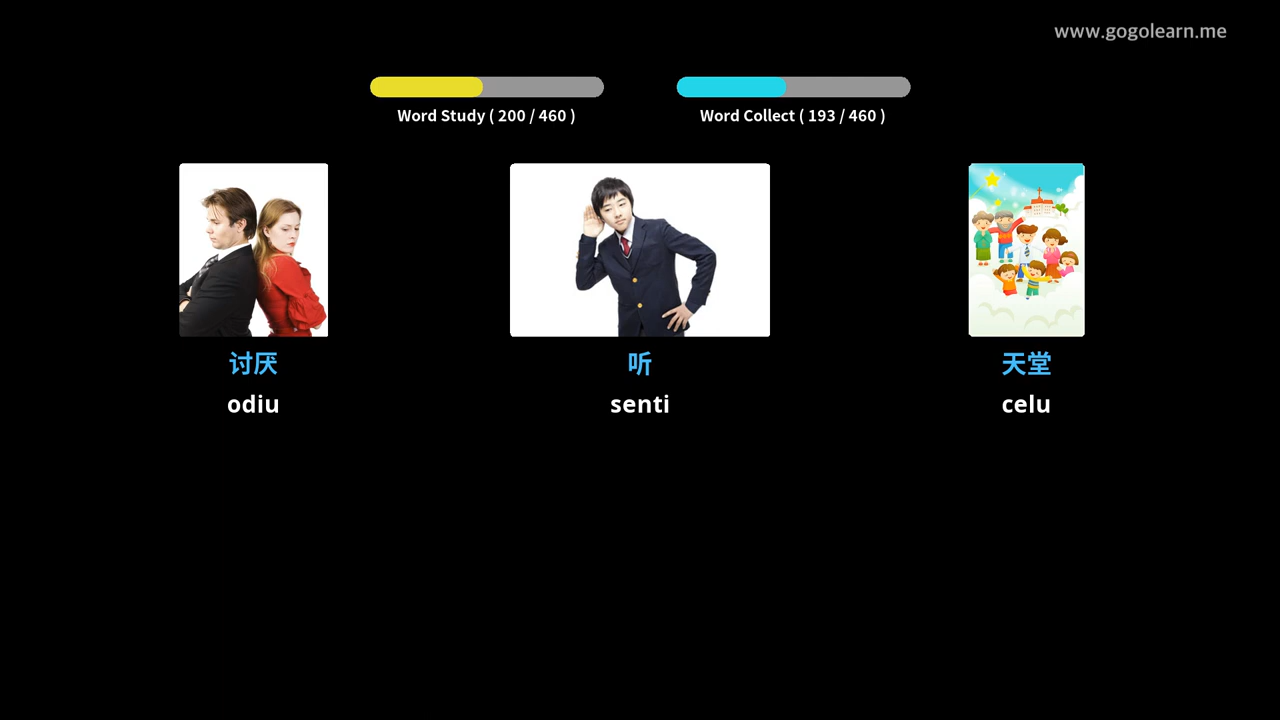 www.gogolearn.me
Word Study ( 200 / 460 )
Word Collect ( 193 / 460 )
讨厌
听
天堂
odiu
senti
celu